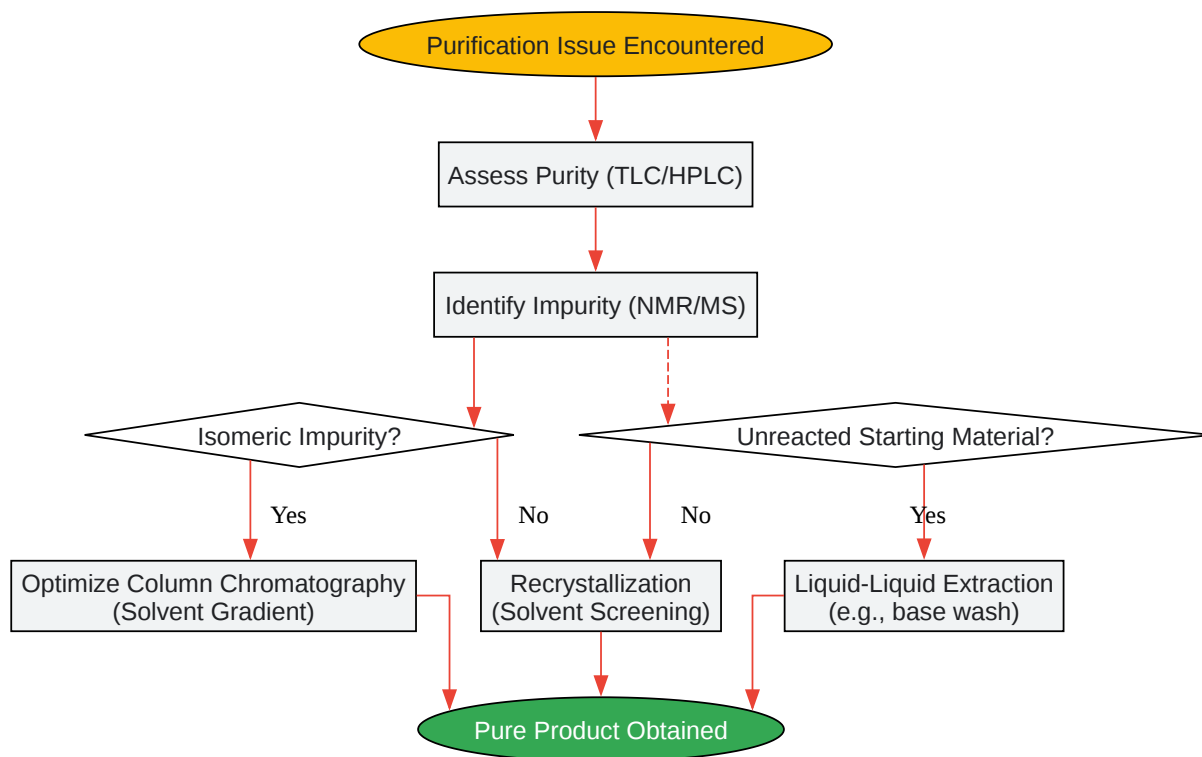 Purification Issue Encountered
Assess Purity (TLC/HPLC)
Identify Impurity (NMR/MS)
Isomeric Impurity?
Unreacted Starting Material?
Yes
No
No
Yes
Optimize Column Chromatography
(Solvent Gradient)
Recrystallization
(Solvent Screening)
Liquid-Liquid Extraction
(e.g., base wash)
Pure Product Obtained